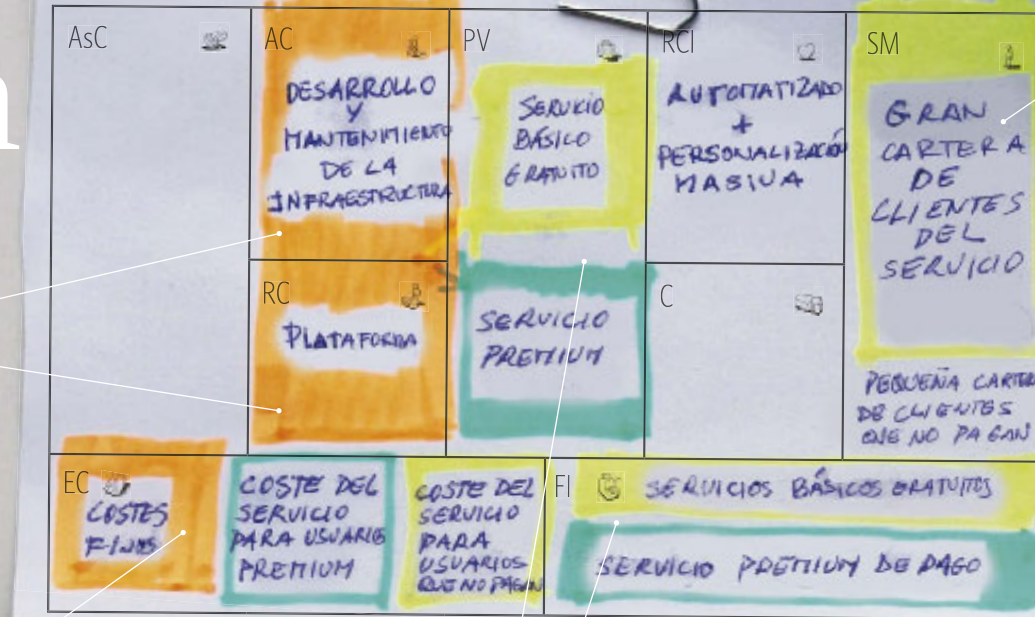 AsC
AC
DESARROLLO
Y
MANTENIMIENTO
DE LA
INFRAESTRUCTURA
RC
PLATAFORMA
PV
SERVICIO
BÁSICO
GRATUITO
SERVICIO
PREMIUM
RCl
AUTOMATIZADO
+
PERSONALIZACIÓN
MASIVA
C
SM
GRAN
CARTERA
DE
CLIENTES
DEL
SERVICIO
PEQUEÑA CARTERA
DE CLIENTES
QUE NO PAGAN
EC
COSTES
FIJOS
COSTE DEL
SERVICIO
PARA USUARIOS
PREMIUM
COSTE DEL
SERVICIO
PARA
USUARIOS
QUE NO PAGAN
FI
SERVICIOS BÁSICOS GRATUITOS
SERVICIO PREMIUM DE PAGO